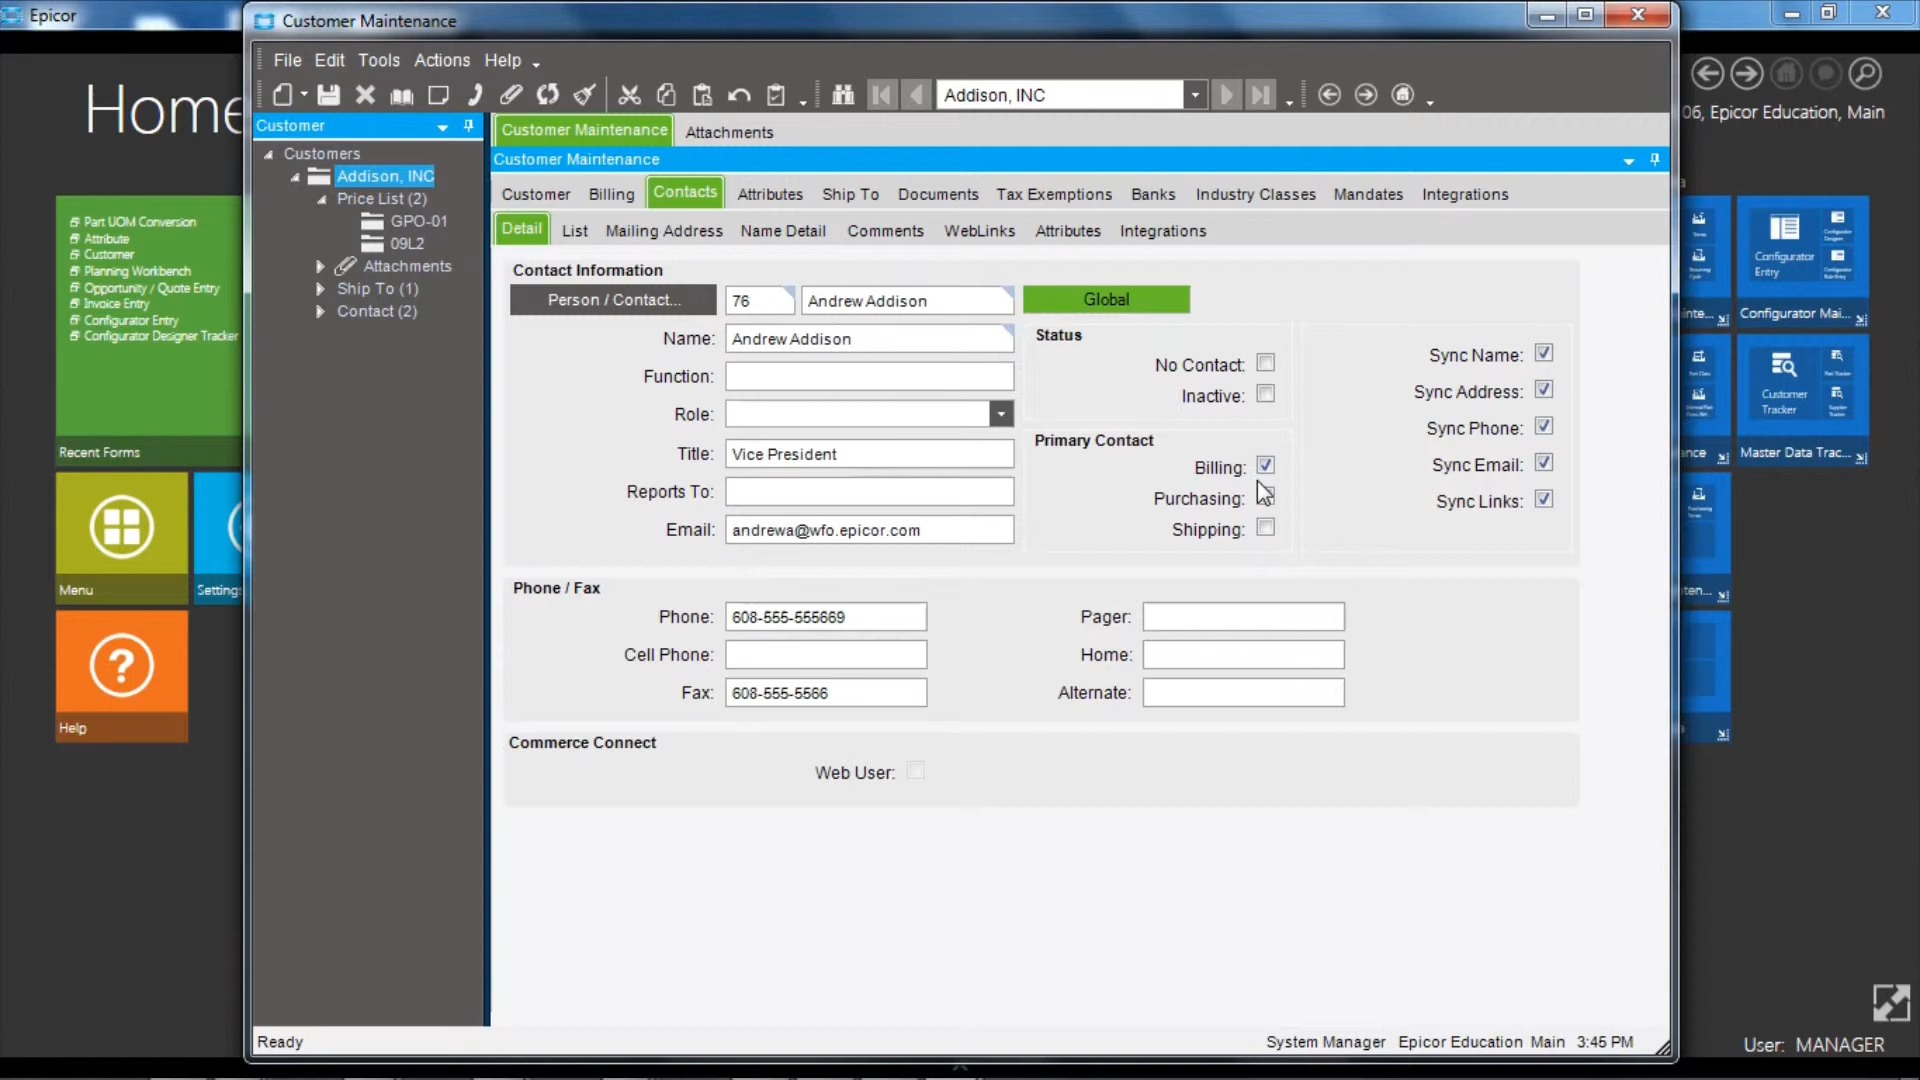 Epicor
Customer Maintenance
File Edit Tools Actions Help
Home
Addison, INC
06, Epicor Education, Main
Customer
Customer Maintenance Attachments
Customer Maintenance
Customers
Addison, INC
Price List (2)
GPO-01
09L2
Attachments
Ship To (1)
Contact (2)
Customer Billing Contacts Attributes Ship To Documents Tax Exemptions Banks Industry Classes Mandates Integrations
Detail List Mailing Address Name Detail Comments WebLinks Attributes Integrations
Contact Information
Person / Contact... 76 Andrew Addison Global
Name: Andrew Addison
Function:
Role:
Title: Vice President
Reports To:
Email: andrewa@wfo.epicor.com
Status
No Contact:
Inactive:
Primary Contact
Billing:
Purchasing:
Shipping:
Sync Name:
Sync Address:
Sync Phone:
Sync Email:
Sync Links:
Phone / Fax
Phone: 608-555-555669
Cell Phone:
Fax: 608-555-5566
Pager:
Home:
Alternate:
Commerce Connect
Web User:
Part UOM Conversion
Attribute
Customer
Planning Workbench
Opportunity / Quote Entry
Invoice Entry
Configurator Entry
Configurator Designer Tracker
Recent Forms
Menu
Settings
Help
Configurator
Entry
inte...
Configurator Mai...
Customer
Tracker
ance
Master Data Trac...
ten...
Ready
System Manager Epicor Education Main 3:45 PM
User: MANAGER